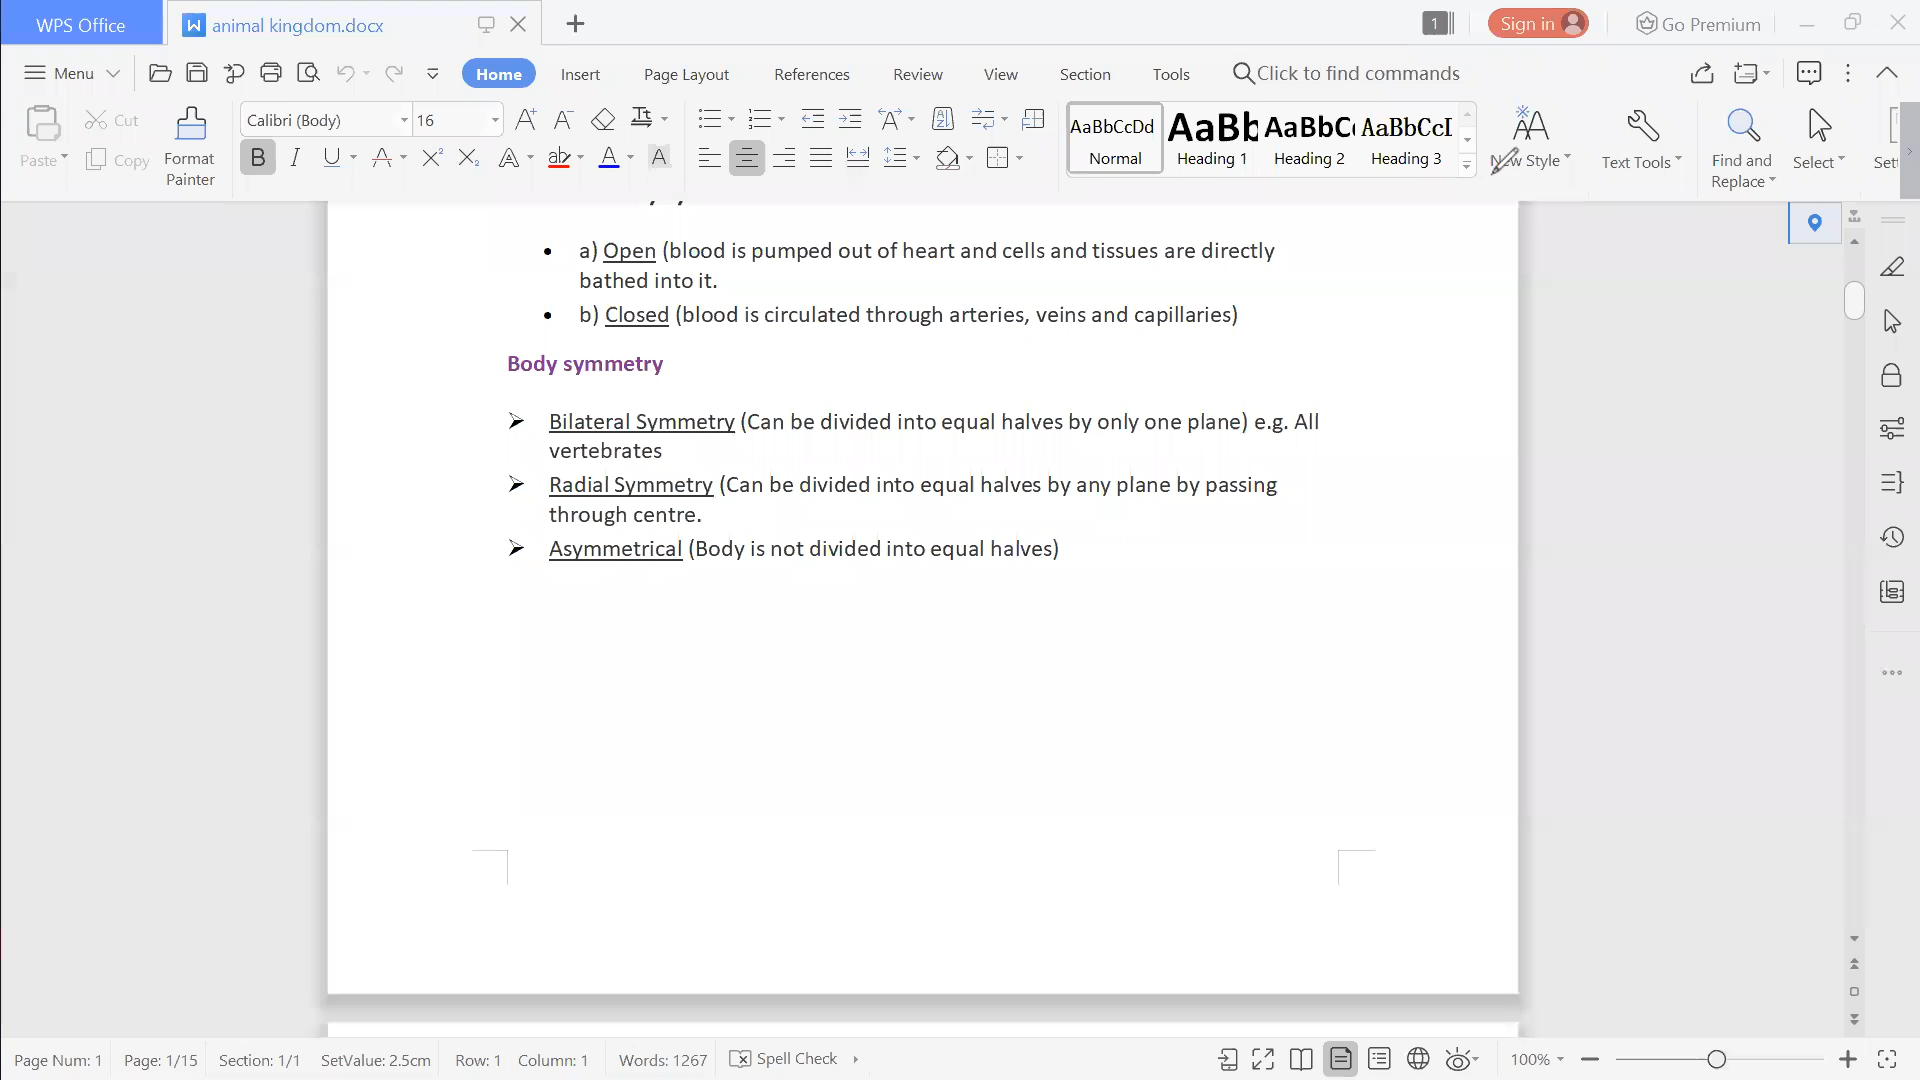 WPS Office
animal kingdom.docx
1
Sign in
Go Premium
Menu
Home
Insert
Page Layout
References
Review
View
Section
Tools
Click to find commands
Paste
Cut
Copy
Format
Painter
Calibri (Body)
16
AaBbCcDd
Normal
AaBb
Heading 1
AaBbC
Heading 2
AaBbCcI
Heading 3
New Style
Text Tools
Find and
Replace
Select
Sett
a) Open (blood is pumped out of heart and cells and tissues are directly
bathed into it.
b) Closed (blood is circulated through arteries, veins and capillaries)
Body symmetry
Bilateral Symmetry (Can be divided into equal halves by only one plane) e.g. All
vertebrates
Radial Symmetry (Can be divided into equal halves by any plane by passing
through centre.
Asymmetrical (Body is not divided into equal halves)
Page Num: 1
Page: 1/15
Section: 1/1
SetValue: 2.5cm
Row: 1
Column: 1
Words: 1267
Spell Check
100%